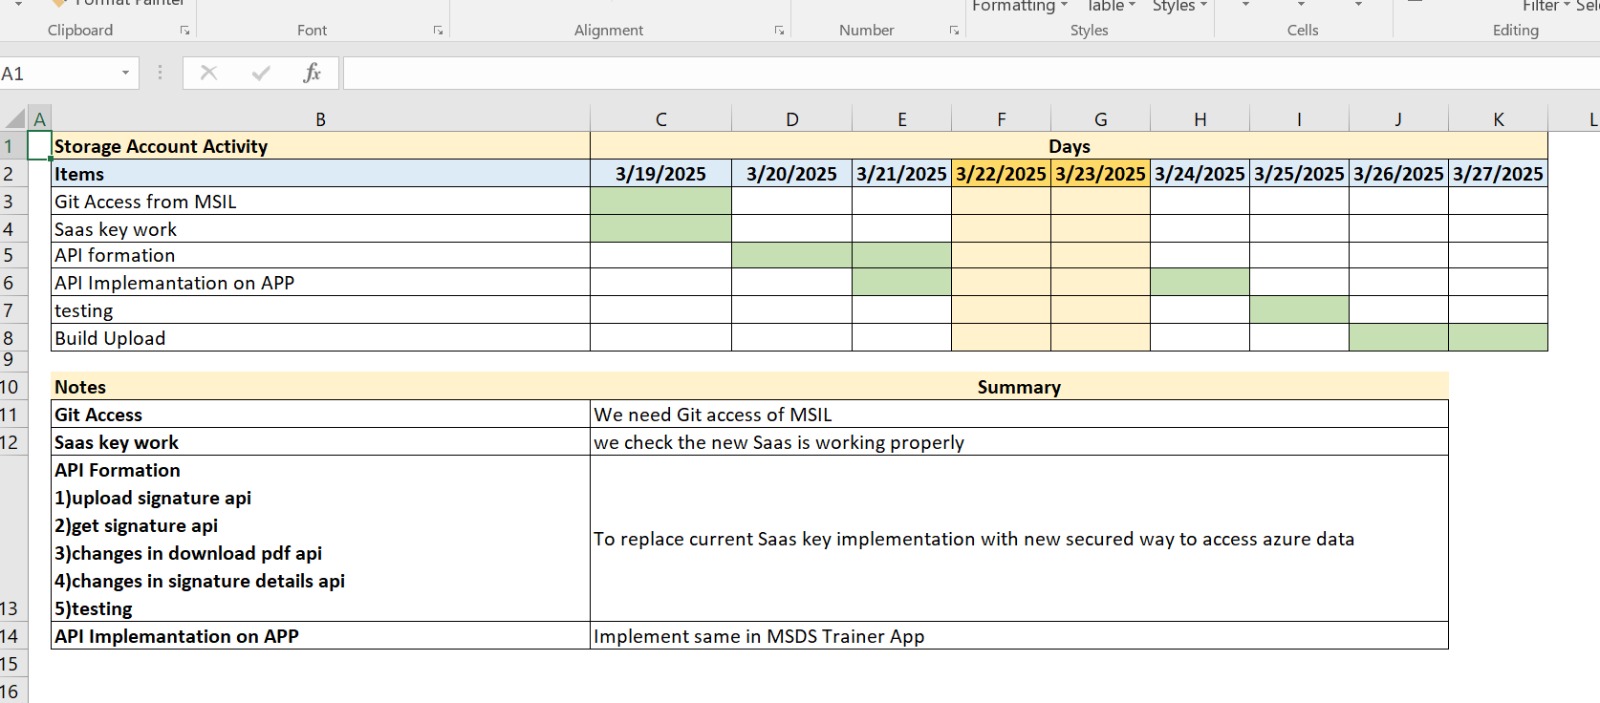 Format Painter
Formatting
Table
Styles
Filter
Clipboard
Font
Alignment
Number
Styles
Cells
Editing
A1
fx
A B C D E F G H I J K L
1 Storage Account Activity Days
2 Items 3/19/2025 3/20/2025 3/21/2025 3/22/2025 3/23/2025 3/24/2025 3/25/2025 3/26/2025 3/27/2025
3 Git Access from MSIL
4 Saas key work
5 API formation
6 API Implemantation on APP
7 testing
8 Build Upload
9
10 Notes Summary
11 Git Access We need Git access of MSIL
12 Saas key work we check the new Saas is working properly
API Formation
1)upload signature api
2)get signature api
3)changes in download pdf api
To replace current Saas key implementation with new secured way to access azure data
4)changes in signature details api
13 5)testing
14 API Implemantation on APP Implement same in MSDS Trainer App
15
16